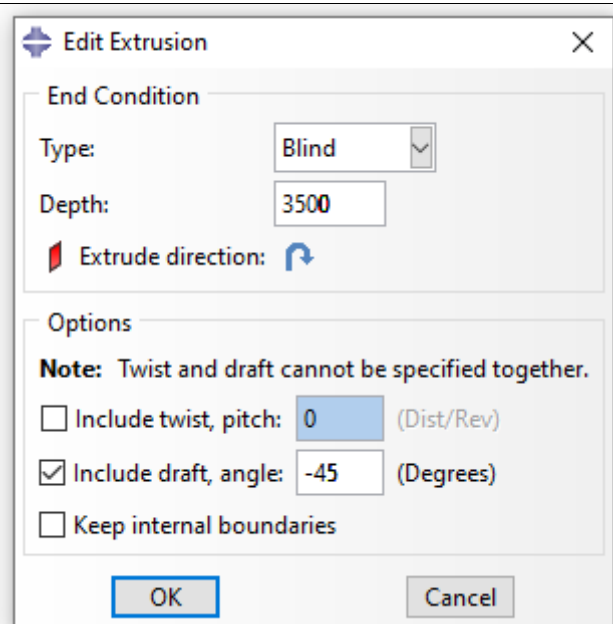 Edit Extrusion
End Condition
Type: Blind
Depth: 3500
Extrude direction:
Options
Note: Twist and draft cannot be specified together.
Include twist, pitch: 0 (Dist/Rev)
Include draft, angle: -45 (Degrees)
Keep internal boundaries
OK Cancel